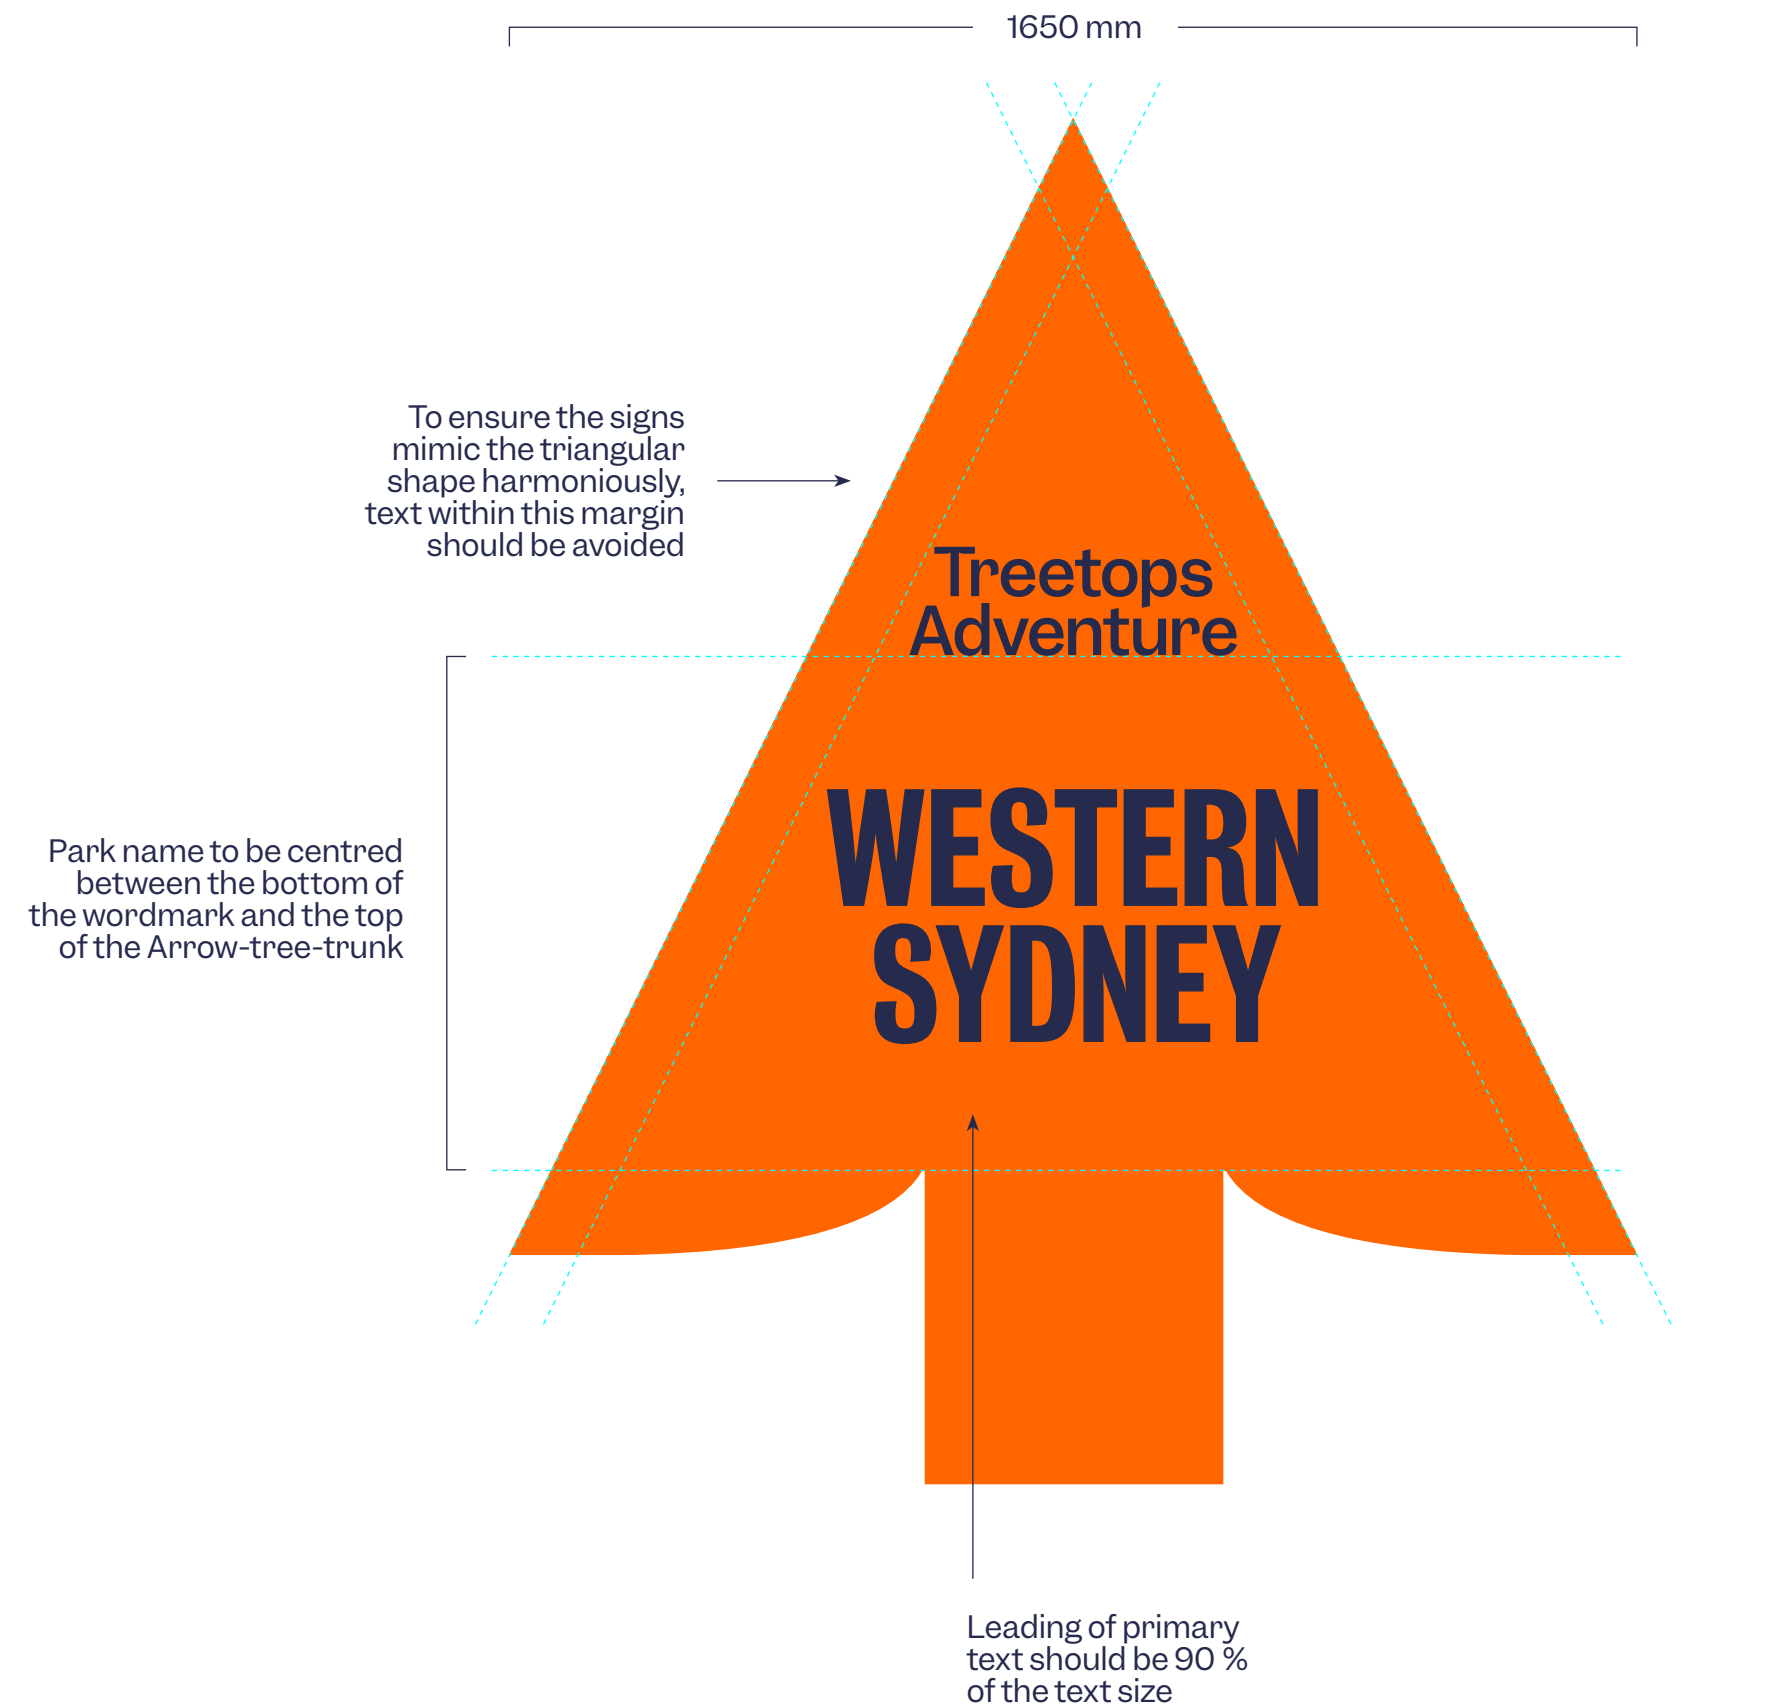 1650 mm
To ensure the signs
mimic the triangular
shape harmoniously,
text within this margin
should be avoided
Treetops
Adventure
Park name to be centred
between the bottom of
the wordmark and the top
of the Arrow-tree-trunk
WESTERN
SYDNEY
Leading of primary
text should be 90 %
of the text size